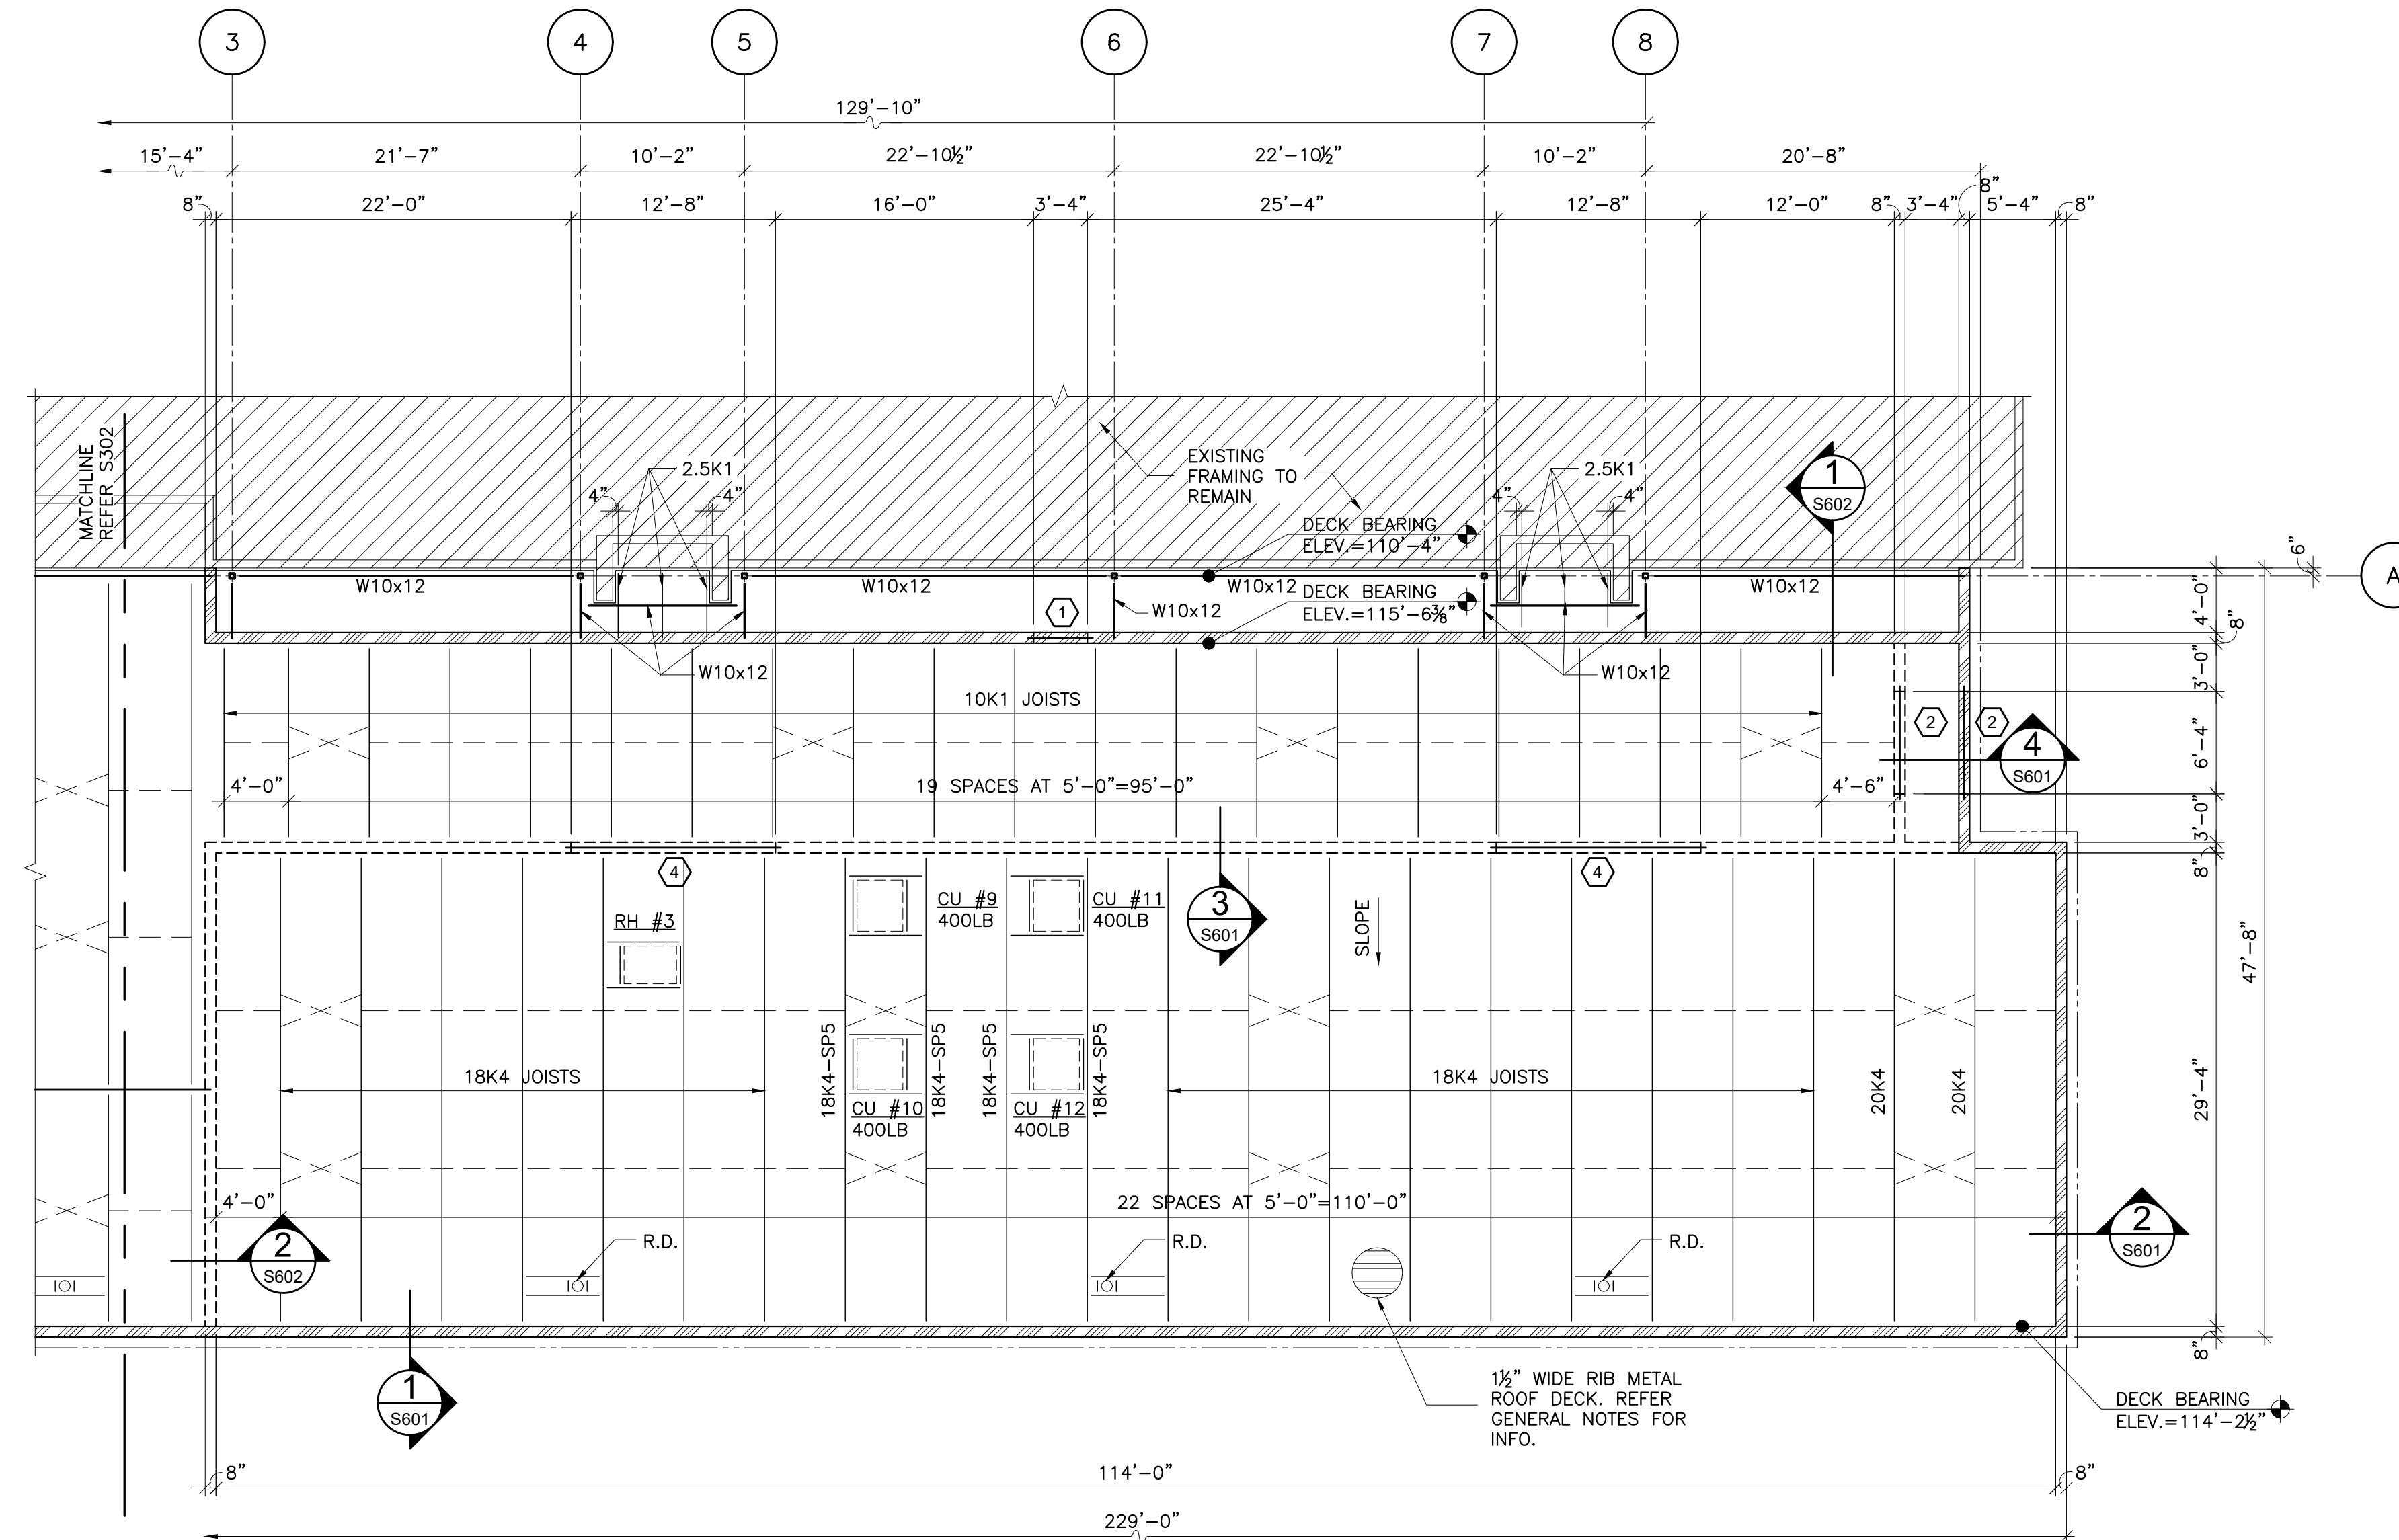 3 4 5 6 7 8
129'-10"
15'-4" 21'-7" 10'-2" 22'-10½" 22'-10½" 10'-2" 20'-8"
8" 22'-0" 12'-8" 16'-0" 3'-4" 25'-4" 12'-8" 12'-0" 8" 3'-4" 8" 5'-4" 8"
MATCHLINE
REFER S302
2.5K1
4" 4"
EXISTING
FRAMING TO
REMAIN
2.5K1
4" 4"
1
S602
DECK BEARING
ELEV.=110'-4"
6"
A
W10x12 W10x12 W10x12 W10x12
DECK BEARING
ELEV.=115'-6⅜"
1
W10x12
4'-0"
8"
W10x12 W10x12
3'-0"
10K1 JOISTS
2 2
4
S601
6'-4"
4'-0" 19 SPACES AT 5'-0"=95'-0" 4'-6"
3'-0"
8"
4 4
RH #3
CU #9
400LB
CU #11
400LB
3
S601
SLOPE
47'-8"
18K4-SP5 18K4-SP5 18K4-SP5 18K4-SP5
18K4 JOISTS 18K4 JOISTS
20K4 20K4
29'-4"
CU #10
400LB
CU #12
400LB
4'-0" 22 SPACES AT 5'-0"=110'-0"
2
S602
R.D. R.D. R.D.
2
S601
8"
1
S601
1½" WIDE RIB METAL
ROOF DECK. REFER
GENERAL NOTES FOR
INFO.
DECK BEARING
ELEV.=114'-2½"
8" 114'-0" 8"
229'-0"